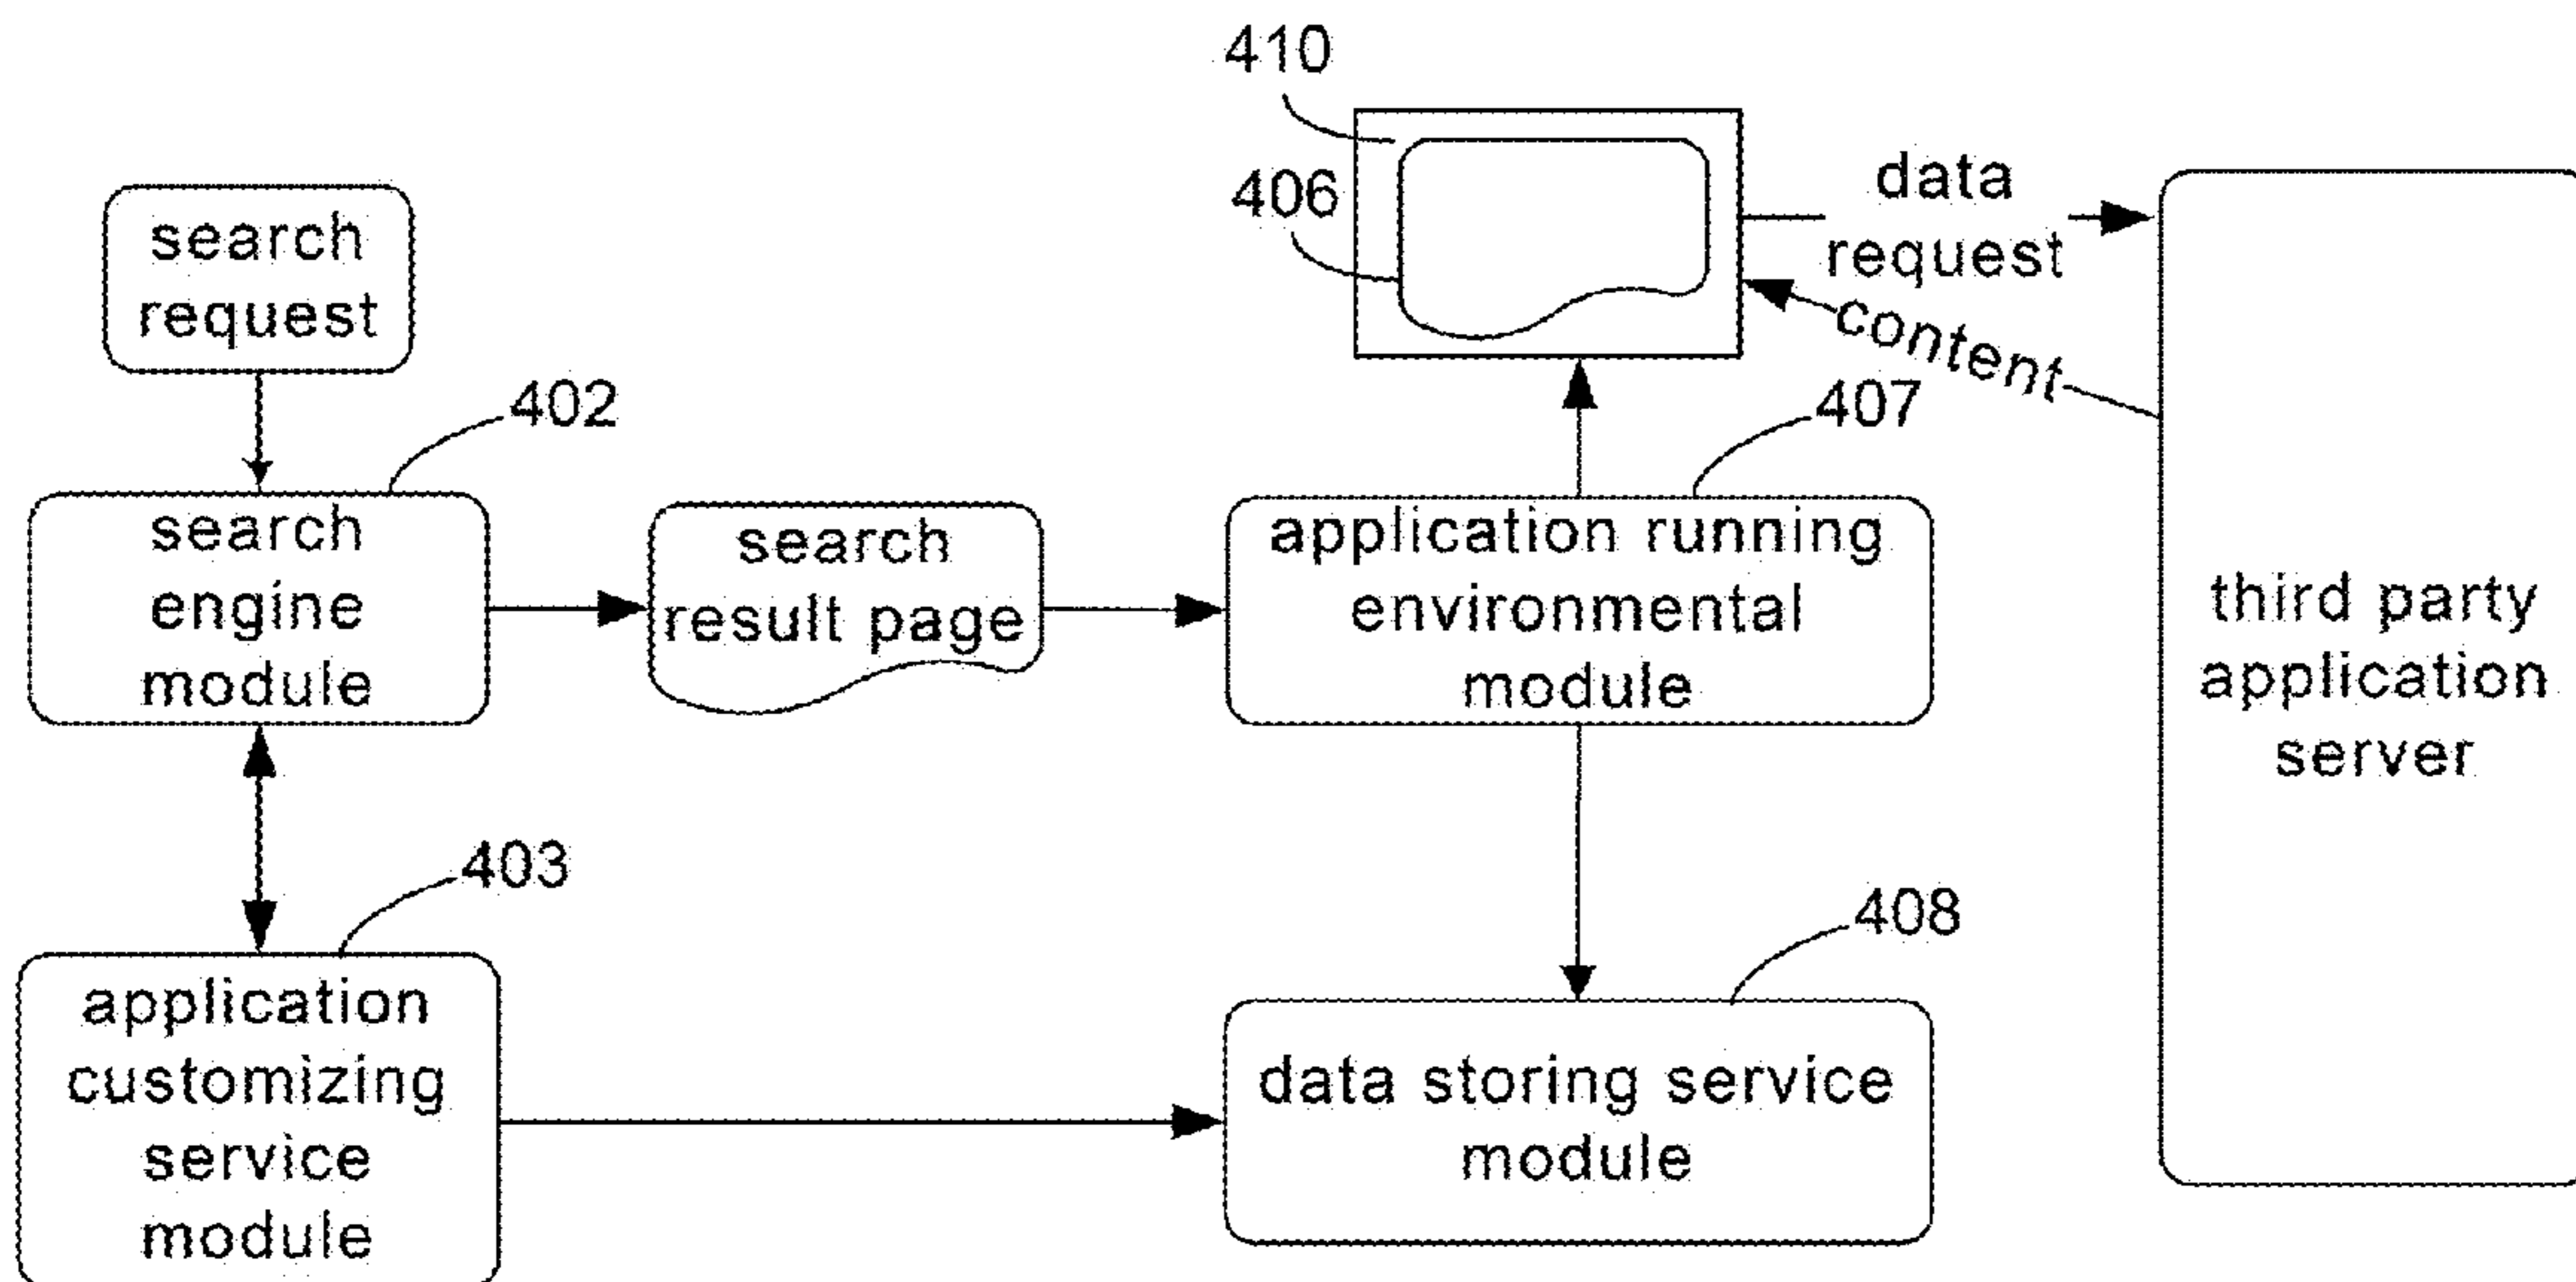 410
406
data
request
content
search
request
402
407
search
engine
module
search
result page
application running
environmental
module
third party
application
server
403
408
application
customizing
service
module
data storing service
module